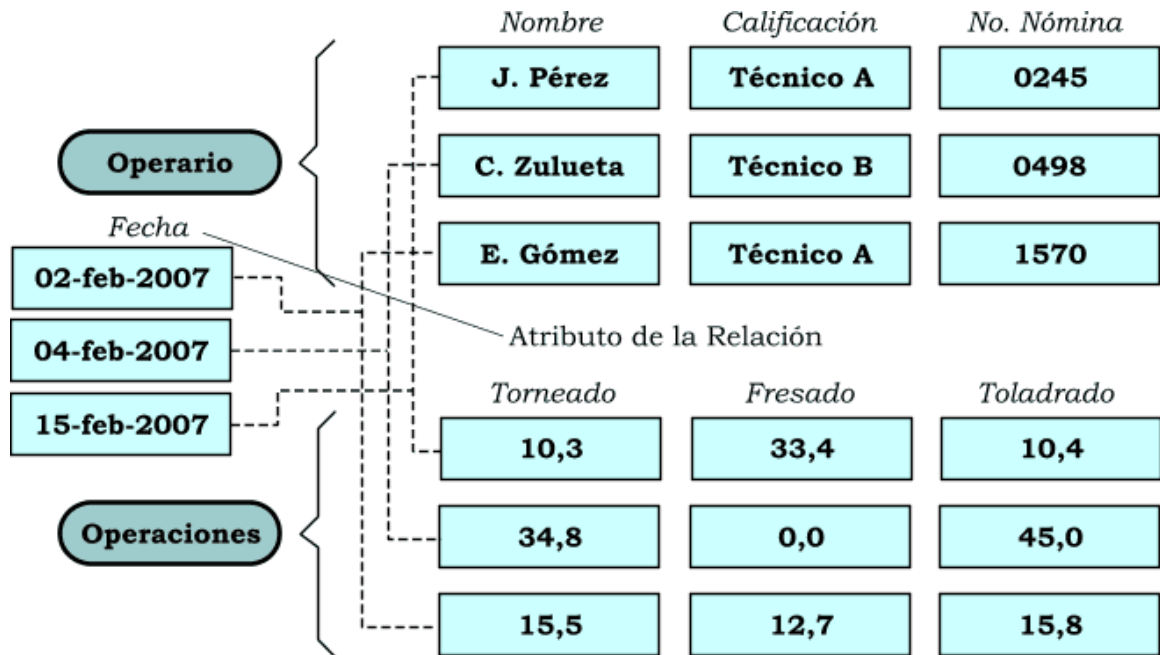 Nombre Calificación No. Nómina
J. Pérez Técnico A 0245
Operario
C. Zulueta Técnico B 0498
Fecha
E. Gómez Técnico A 1570
02-feb-2007
04-feb-2007
Atributo de la Relación
15-feb-2007
Torneado Fresado Toladrado
10,3 33,4 10,4
Operaciones
34,8 0,0 45,0
15,5 12,7 15,8